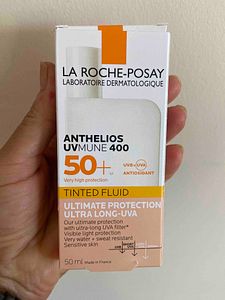 LA ROCHE-POSAY
LABORATOIRE DERMATOLOGIQUE
ANTHELIOS
UVMUNE 400
50+
Very high protection
UVB+UVA
+
ANTIOXIDANT
TINTED FLUID
ULTIMATE PROTECTION
ULTRA LONG-UVA
Our ultimate protection
with ultra-long UVA filter*
Visible light protection
Very water + sweat resistant
Sensitive skin
50 ml Made in France